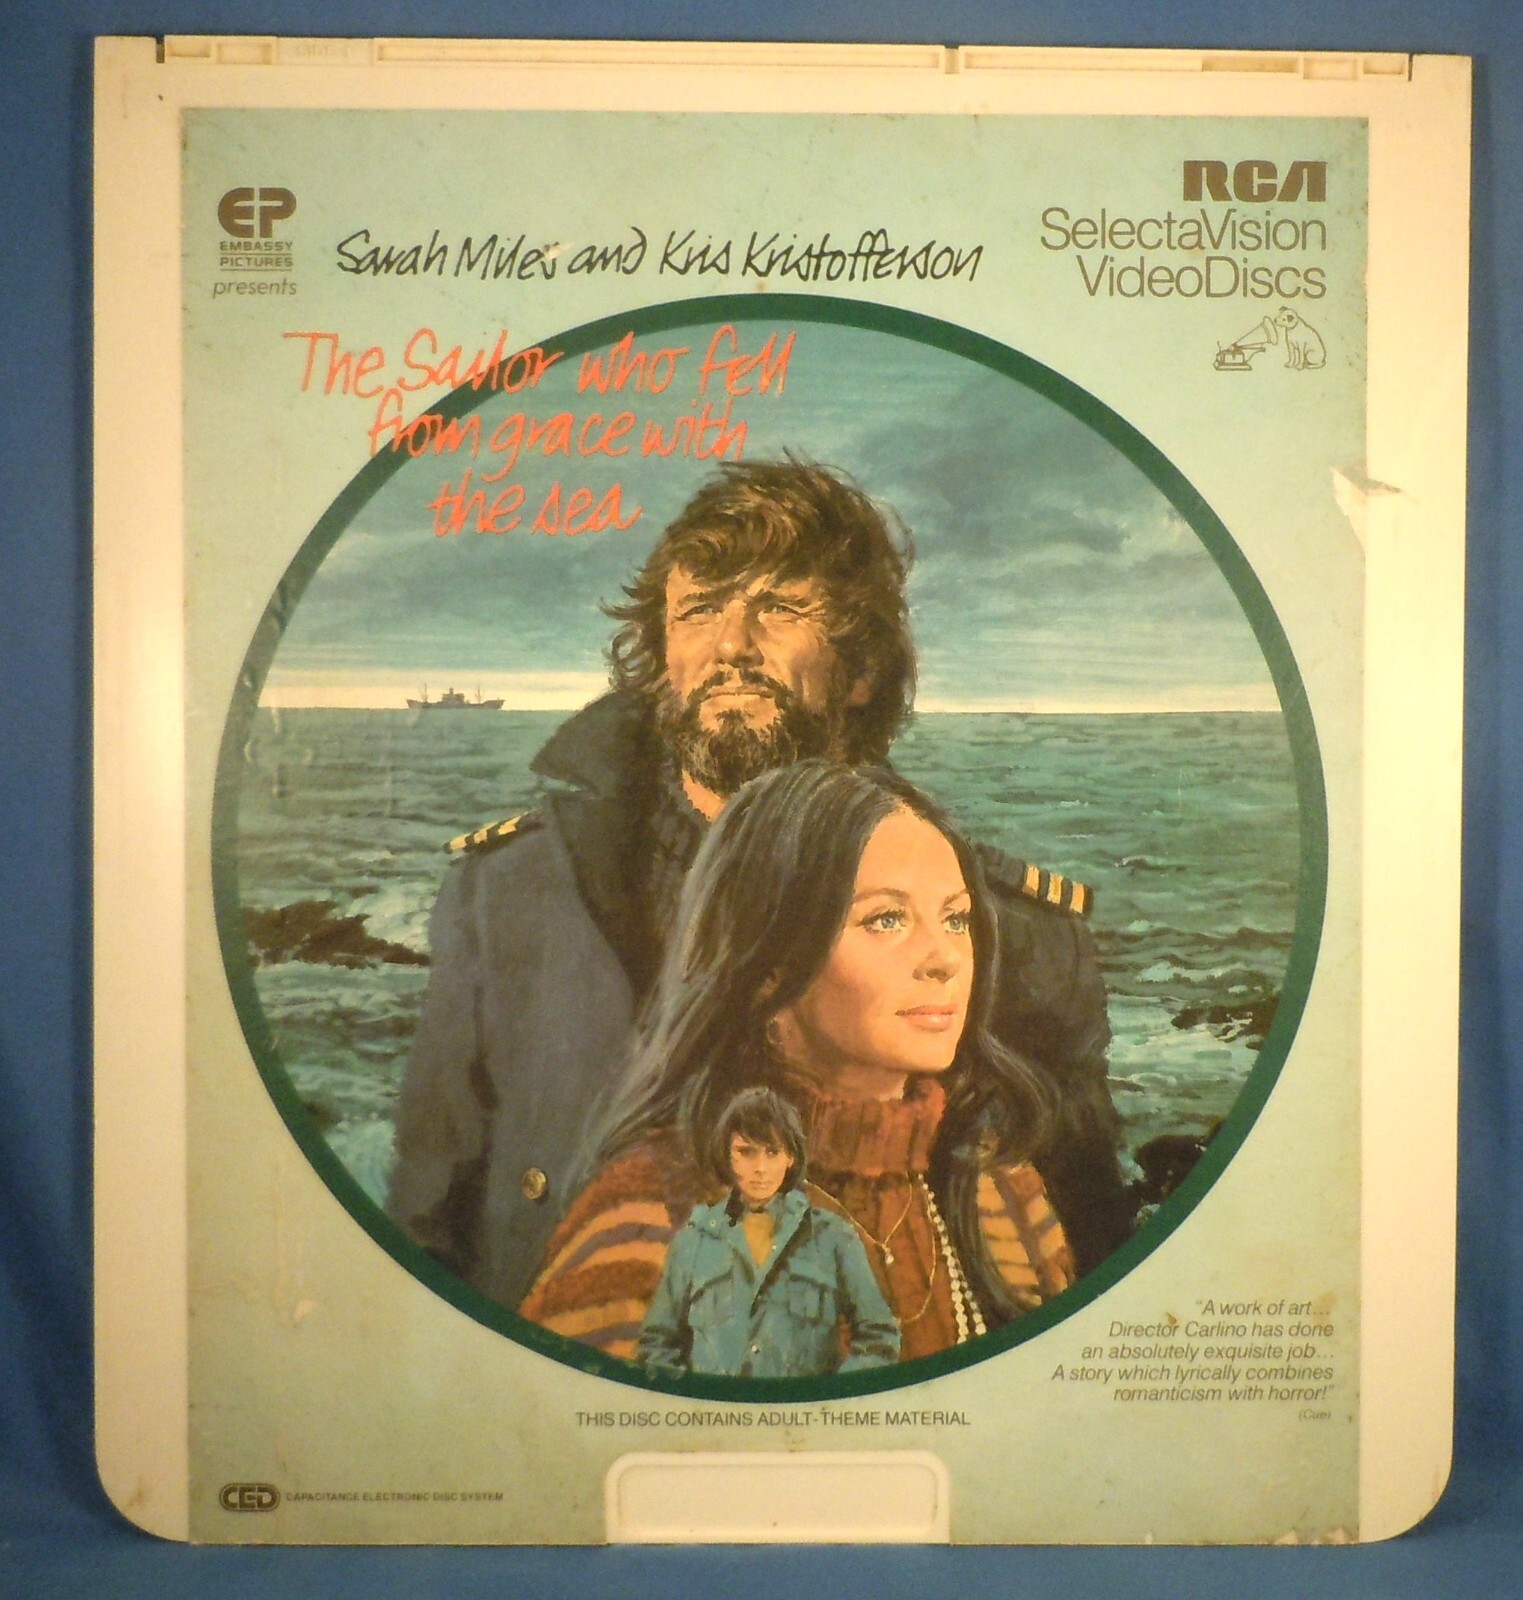 EP
EMBASSY
PICTURES
presents
Sarah Miles and Kris Kristofferson
RCA
SelectaVision
VideoDiscs
The Sailor who fell
from grace with
the sea
"A work of art...
Director Carlino has done
an absolutely exquisite job...
A story which lyrically combines
romanticism with horror!"
(Cue)
THIS DISC CONTAINS ADULT-THEME MATERIAL
CED CAPACITANCE ELECTRONIC DISC SYSTEM